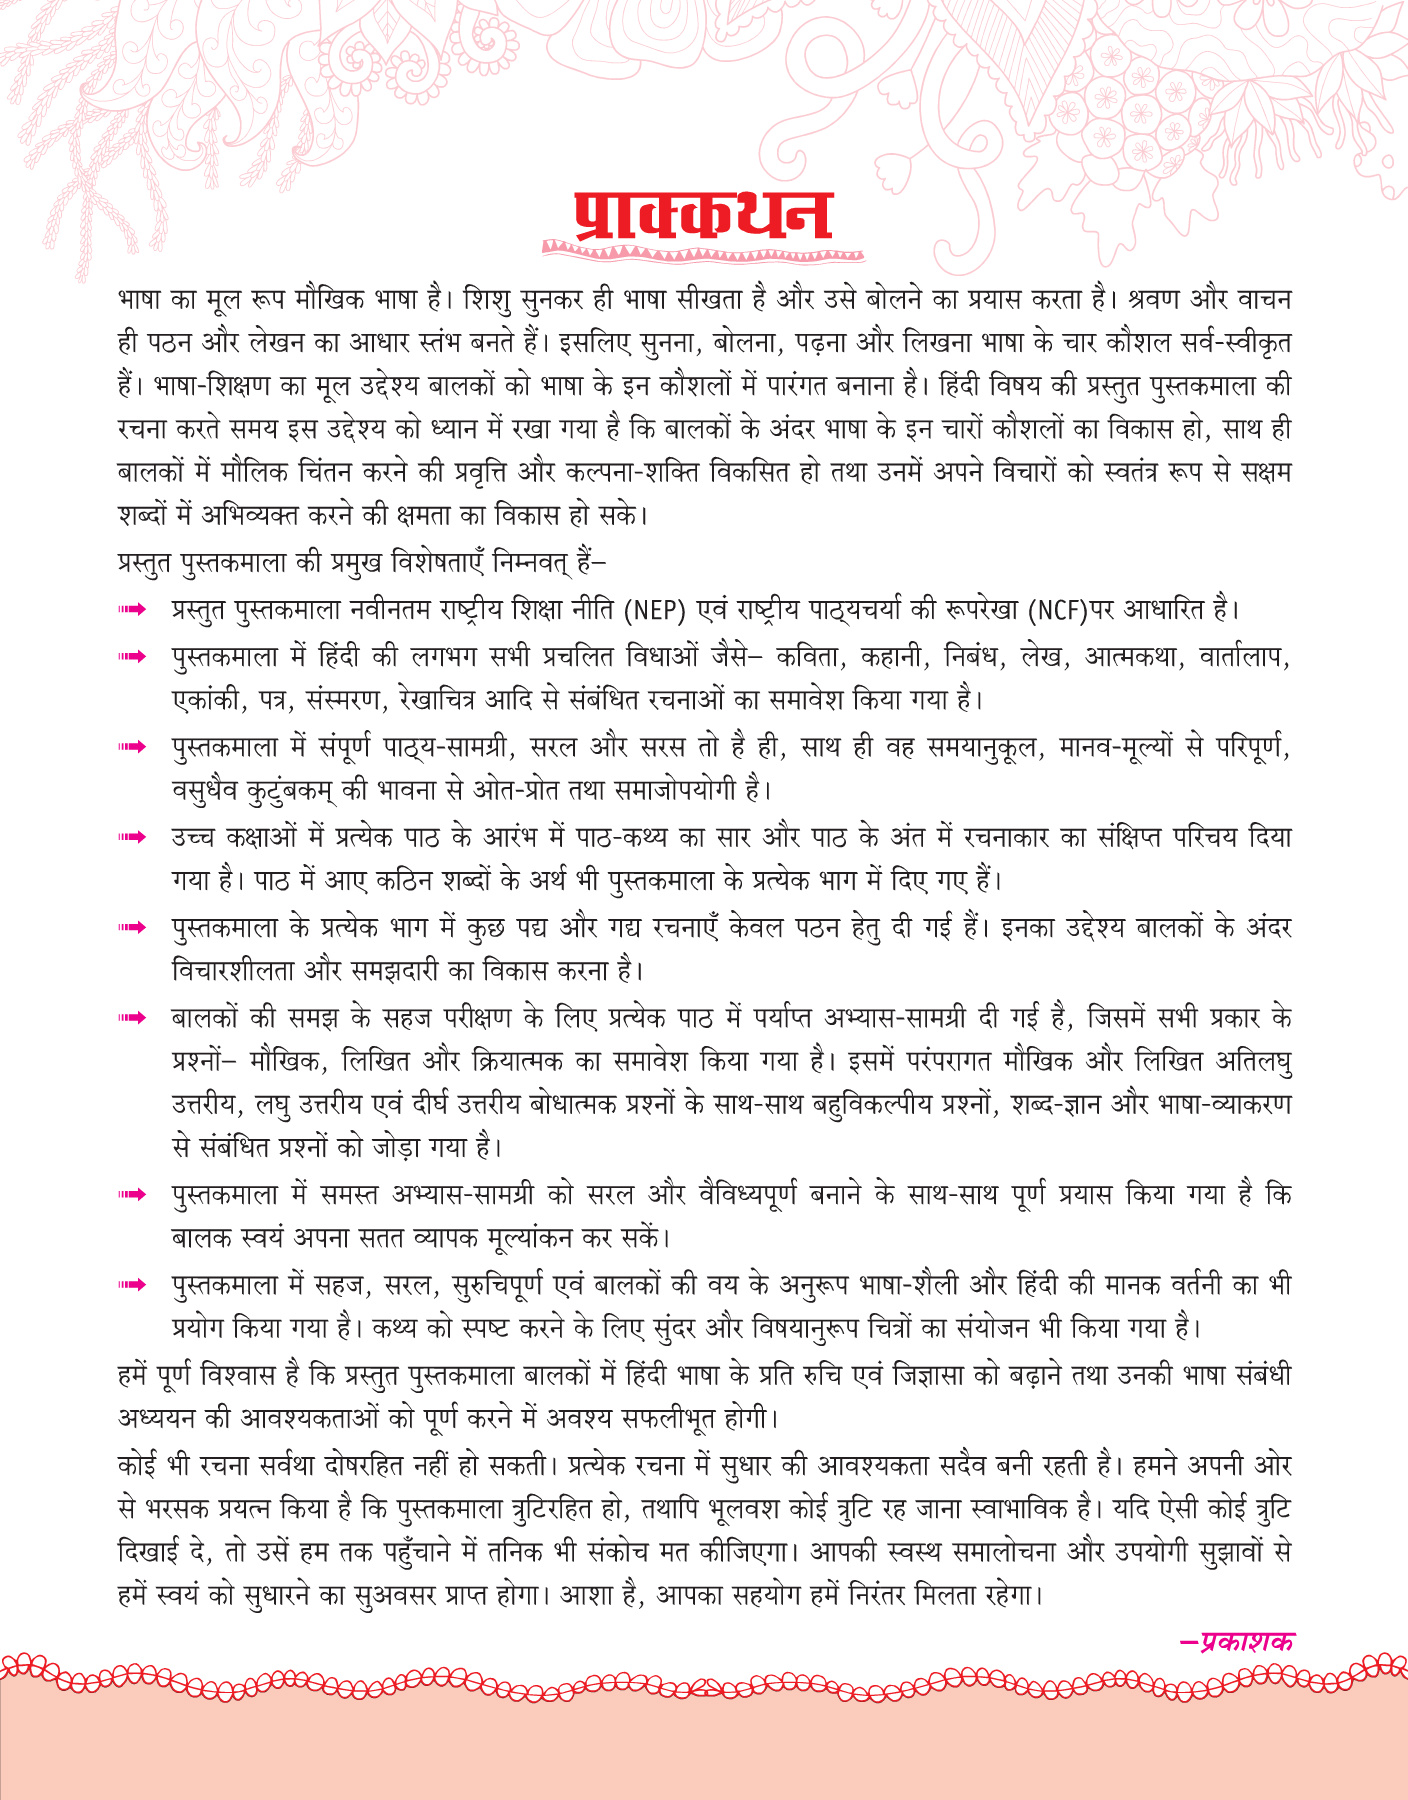 प्राक्कथन
भाषा का मूल रूप मौखिक भाषा है। शिशु सुनकर ही भाषा सीखता है और उसे बोलने का प्रयास करता है। श्रवण और वाचन
ही पठन और लेखन का आधार स्तंभ बनते हैं। इसलिए सुनना, बोलना, पढ़ना और लिखना भाषा के चार कौशल सर्व-स्वीकृत
हैं। भाषा-शिक्षण का मूल उद्देश्य बालकों को भाषा के इन कौशलों में पारंगत बनाना है। हिंदी विषय की प्रस्तुत पुस्तकमाला की
रचना करते समय इस उद्देश्य को ध्यान में रखा गया है कि बालकों के अंदर भाषा के इन चारों कौशलों का विकास हो, साथ ही
बालकों में मौलिक चिंतन करने की प्रवृत्ति और कल्पना-शक्ति विकसित हो तथा उनमें अपने विचारों को स्वतंत्र रूप से सक्षम
शब्दों में अभिव्यक्त करने की क्षमता का विकास हो सके।
प्रस्तुत पुस्तकमाला की प्रमुख विशेषताएँ निम्नवत् हैं–
प्रस्तुत पुस्तकमाला नवीनतम राष्ट्रीय शिक्षा नीति (NEP) एवं राष्ट्रीय पाठ्यचर्या की रूपरेखा (NCF)पर आधारित है।
पुस्तकमाला में हिंदी की लगभग सभी प्रचलित विधाओं जैसे– कविता, कहानी, निबंध, लेख, आत्मकथा, वार्तालाप,
एकांकी, पत्र, संस्मरण, रेखाचित्र आदि से संबंधित रचनाओं का समावेश किया गया है।
पुस्तकमाला में संपूर्ण पाठ्य-सामग्री, सरल और सरस तो है ही, साथ ही वह समयानुकूल, मानव-मूल्यों से परिपूर्ण,
वसुधैव कुटुंबकम् की भावना से ओत-प्रोत तथा समाजोपयोगी है।
उच्च कक्षाओं में प्रत्येक पाठ के आरंभ में पाठ-कथ्य का सार और पाठ के अंत में रचनाकार का संक्षिप्त परिचय दिया
गया है। पाठ में आए कठिन शब्दों के अर्थ भी पुस्तकमाला के प्रत्येक भाग में दिए गए हैं।
पुस्तकमाला के प्रत्येक भाग में कुछ पद्य और गद्य रचनाएँ केवल पठन हेतु दी गई हैं। इनका उद्देश्य बालकों के अंदर
विचारशीलता और समझदारी का विकास करना है।
बालकों की समझ के सहज परीक्षण के लिए प्रत्येक पाठ में पर्याप्त अभ्यास-सामग्री दी गई है, जिसमें सभी प्रकार के
प्रश्नों– मौखिक, लिखित और क्रियात्मक का समावेश किया गया है। इसमें परंपरागत मौखिक और लिखित अतिलघु
उत्तरीय, लघु उत्तरीय एवं दीर्घ उत्तरीय बोधात्मक प्रश्नों के साथ-साथ बहुविकल्पीय प्रश्नों, शब्द-ज्ञान और भाषा-व्याकरण
से संबंधित प्रश्नों को जोड़ा गया है।
पुस्तकमाला में समस्त अभ्यास-सामग्री को सरल और वैविध्यपूर्ण बनाने के साथ-साथ पूर्ण प्रयास किया गया है कि
बालक स्वयं अपना सतत व्यापक मूल्यांकन कर सकें।
पुस्तकमाला में सहज, सरल, सुरुचिपूर्ण एवं बालकों की वय के अनुरूप भाषा-शैली और हिंदी की मानक वर्तनी का भी
प्रयोग किया गया है। कथ्य को स्पष्ट करने के लिए सुंदर और विषयानुरूप चित्रों का संयोजन भी किया गया है।
हमें पूर्ण विश्वास है कि प्रस्तुत पुस्तकमाला बालकों में हिंदी भाषा के प्रति रुचि एवं जिज्ञासा को बढ़ाने तथा उनकी भाषा संबंधी
अध्ययन की आवश्यकताओं को पूर्ण करने में अवश्य सफलीभूत होगी।
कोई भी रचना सर्वथा दोषरहित नहीं हो सकती। प्रत्येक रचना में सुधार की आवश्यकता सदैव बनी रहती है। हमने अपनी ओर
से भरसक प्रयत्न किया है कि पुस्तकमाला त्रुटिरहित हो, तथापि भूलवश कोई त्रुटि रह जाना स्वाभाविक है। यदि ऐसी कोई त्रुटि
दिखाई दे, तो उसें हम तक पहुँचाने में तनिक भी संकोच मत कीजिएगा। आपकी स्वस्थ समालोचना और उपयोगी सुझावों से
हमें स्वयं को सुधारने का सुअवसर प्राप्त होगा। आशा है, आपका सहयोग हमें निरंतर मिलता रहेगा।
–प्रकाशक